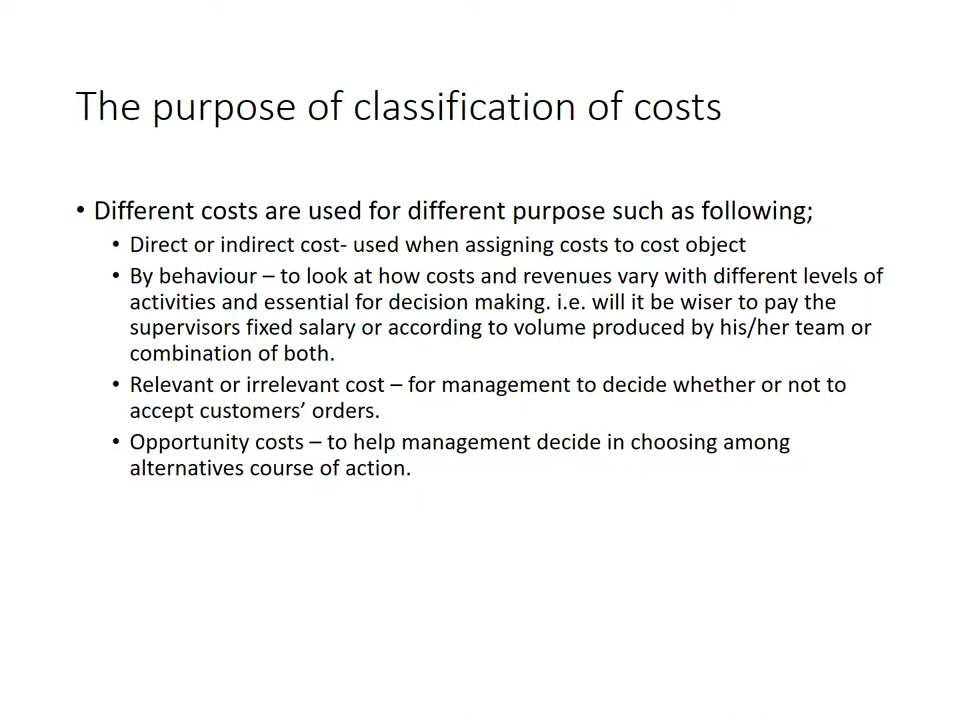 The purpose of classification of costs
• Different costs are used for different purpose such as following;
• Direct or indirect cost- used when assigning costs to cost object
• By behaviour – to look at how costs and revenues vary with different levels of
activities and essential for decision making. i.e. will it be wiser to pay the
supervisors fixed salary or according to volume produced by his/her team or
combination of both.
• Relevant or irrelevant cost – for management to decide whether or not to
accept customers’ orders.
• Opportunity costs – to help management decide in choosing among
alternatives course of action.